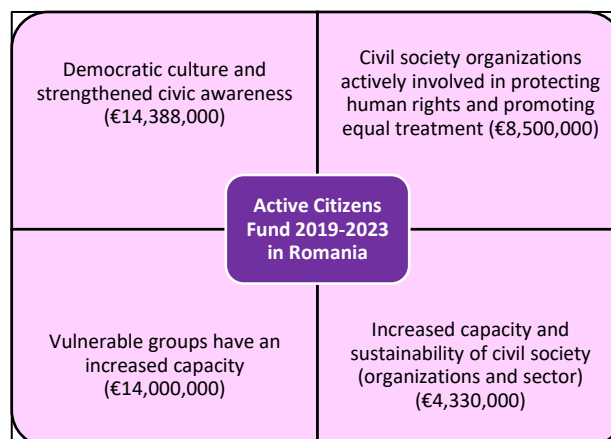 Democratic culture and
strengthened civic awareness
(€14,388,000)
Civil society organizations
actively involved in protecting
human rights and promoting
equal treatment (€8,500,000)
Active Citizens
Fund 2019-2023
in Romania
Vulnerable groups have an
increased capacity
(€14,000,000)
Increased capacity and
sustainability of civil society
(organizations and sector)
(€4,330,000)